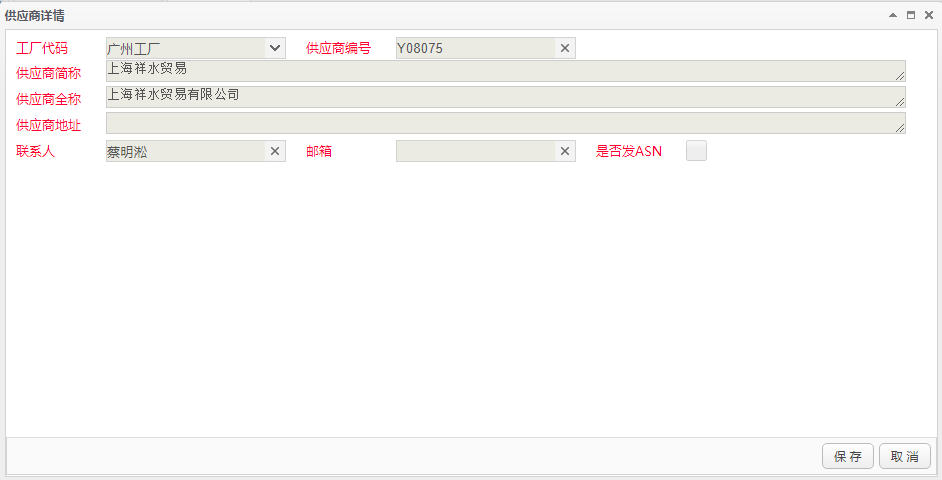 供应商详情
工厂代码 广州工厂 供应商编号 Y08075
供应商简称 上海祥水贸易
供应商全称 上海祥水贸易有限公司
供应商地址
联系人 蔡明淞 邮箱 是否发ASN
保存 取消